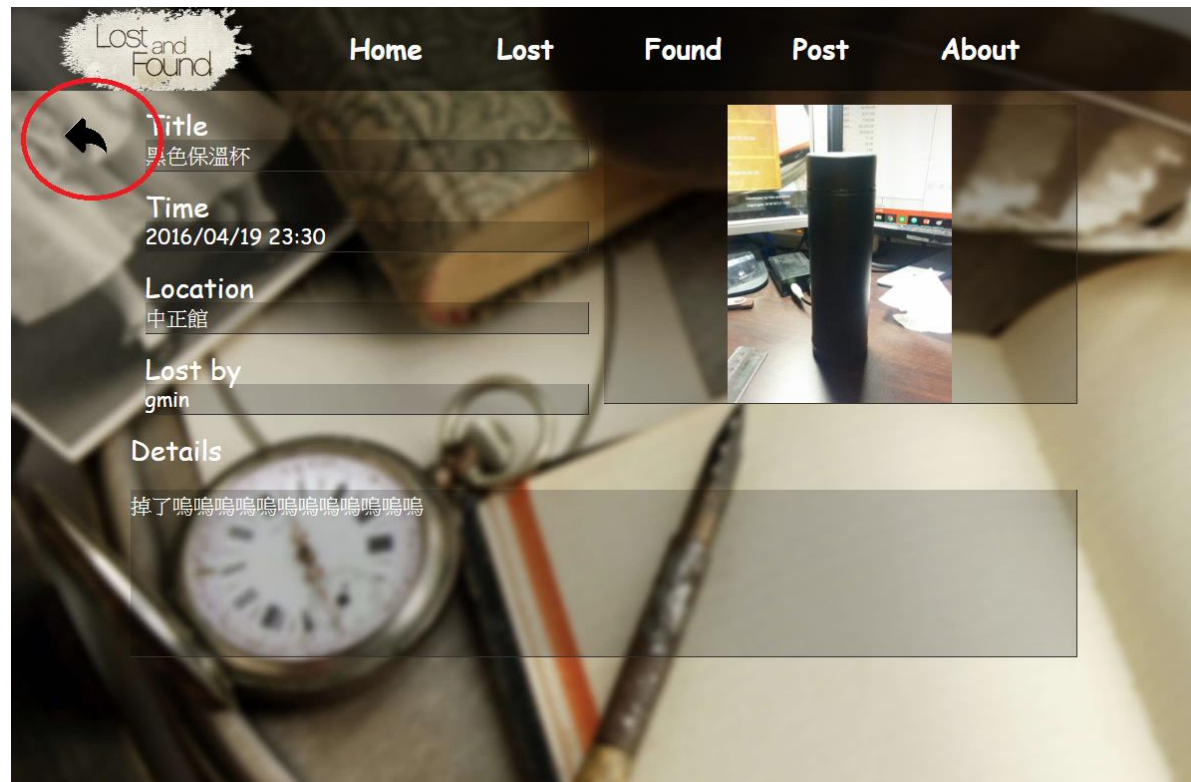 Lost and
Found
Home Lost Found Post About
Title
黑色保溫杯
Time
2016/04/19 23:30
Location
中正館
Lost by
gmin
Details
掉了嗚嗚嗚嗚嗚嗚嗚嗚嗚嗚嗚嗚